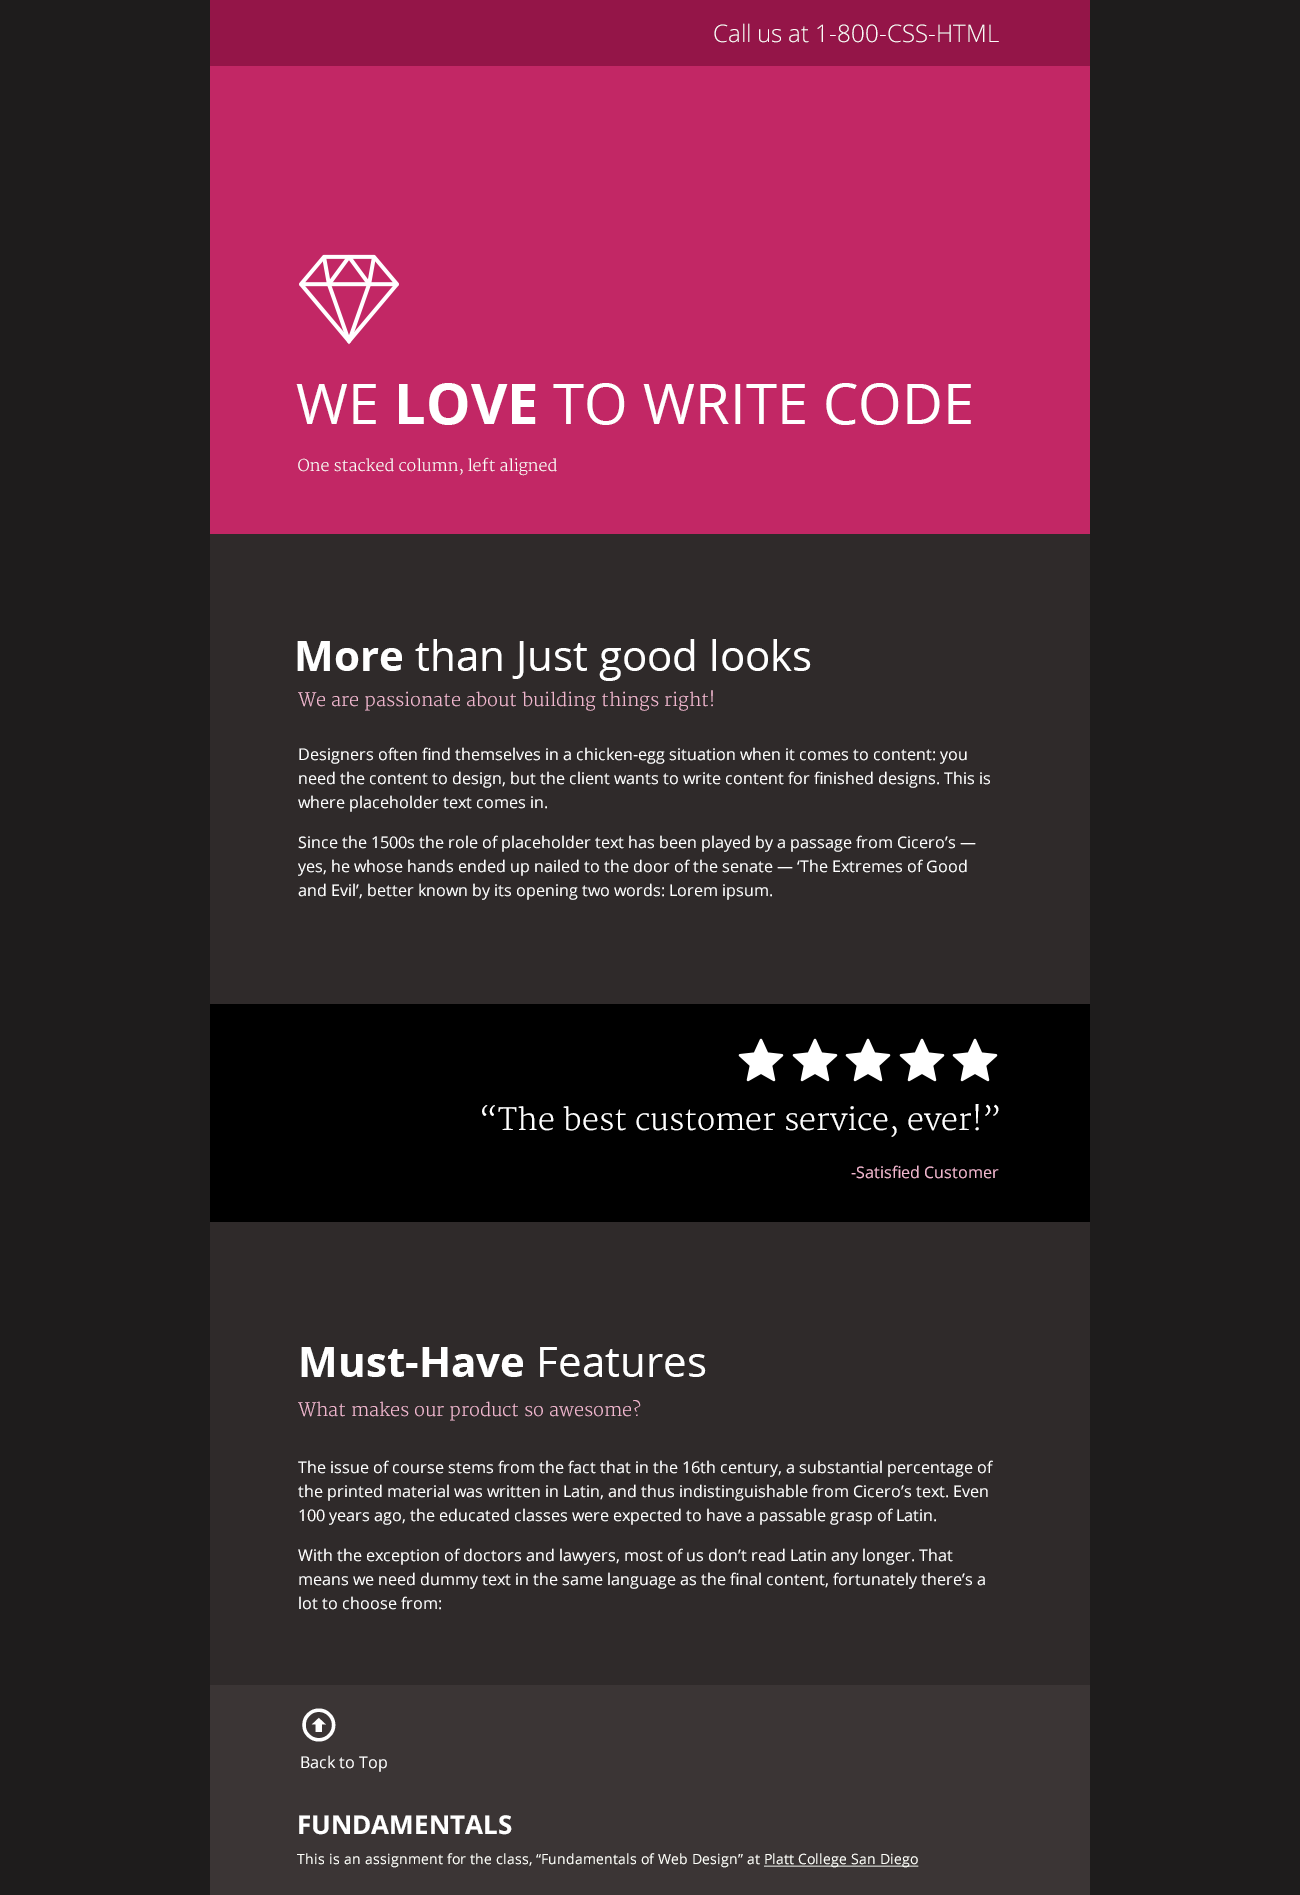 Call us at 1-800-CSS-HTML
WE LOVE TO WRITE CODE
One stacked column, left aligned
More than Just good looks
We are passionate about building things right!
Designers often find themselves in a chicken-egg situation when it comes to content: you
need the content to design, but the client wants to write content for finished designs. This is
where placeholder text comes in.
Since the 1500s the role of placeholder text has been played by a passage from Cicero’s —
yes, he whose hands ended up nailed to the door of the senate — ‘The Extremes of Good
and Evil’, better known by its opening two words: Lorem ipsum.
“The best customer service, ever!”
-Satisfied Customer
Must-Have Features
What makes our product so awesome?
The issue of course stems from the fact that in the 16th century, a substantial percentage of
the printed material was written in Latin, and thus indistinguishable from Cicero’s text. Even
100 years ago, the educated classes were expected to have a passable grasp of Latin.
With the exception of doctors and lawyers, most of us don’t read Latin any longer. That
means we need dummy text in the same language as the final content, fortunately there’s a
lot to choose from:
Back to Top
FUNDAMENTALS
This is an assignment for the class, “Fundamentals of Web Design” at Platt College San Diego